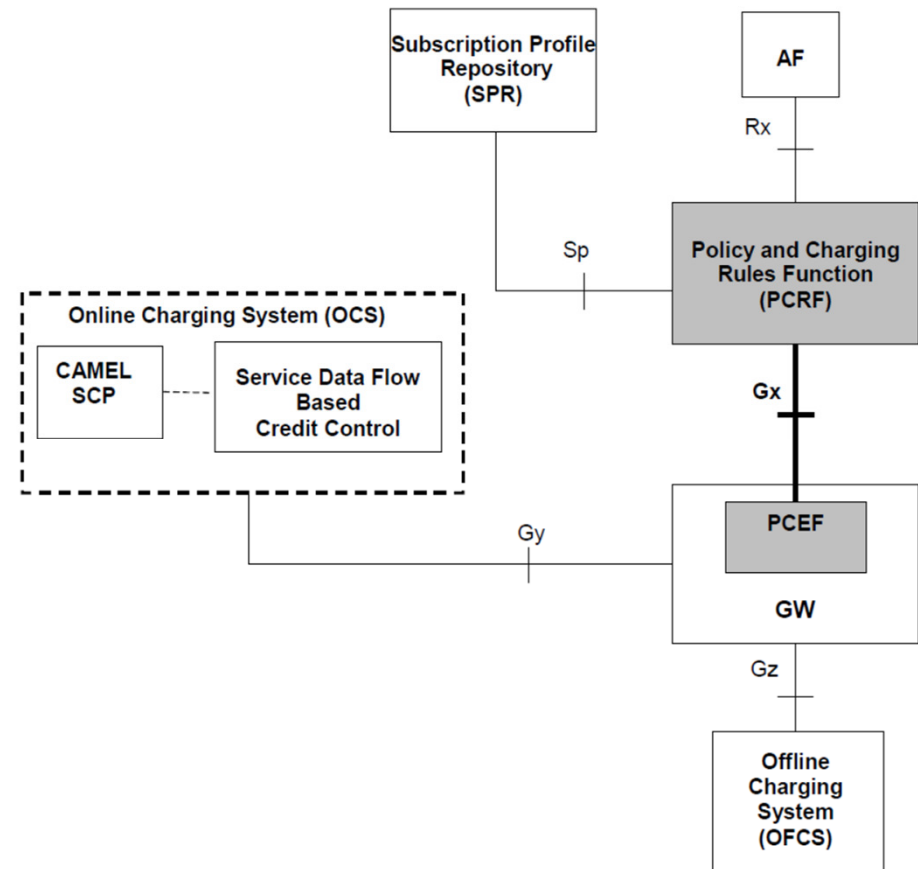 Subscription Profile
Repository
(SPR)
AF
Rx
Policy and Charging
Rules Function
(PCRF)
Sp
Online Charging System (OCS)
CAMEL
SCP
Service Data Flow
Based
Credit Control
Gx
PCEF
Gy
GW
Gz
Offline
Charging
System
(OFCS)